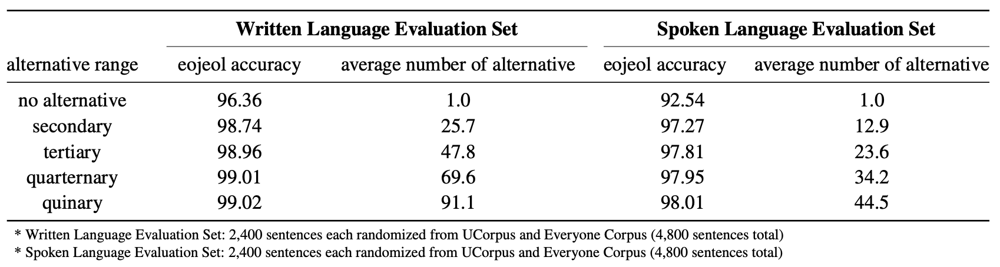 Written Language Evaluation Set Spoken Language Evaluation Set
alternative range eojeol accuracy average number of alternative eojeol accuracy average number of alternative
no alternative 96.36 1.0 92.54 1.0
secondary 98.74 25.7 97.27 12.9
tertiary 98.96 47.8 97.81 23.6
quarternary 99.01 69.6 97.95 34.2
quinary 99.02 91.1 98.01 44.5
* Written Language Evaluation Set: 2,400 sentences each randomized from UCorpus and Everyone Corpus (4,800 sentences total)
* Spoken Language Evaluation Set: 2,400 sentences each randomized from UCorpus and Everyone Corpus (4,800 sentences total)